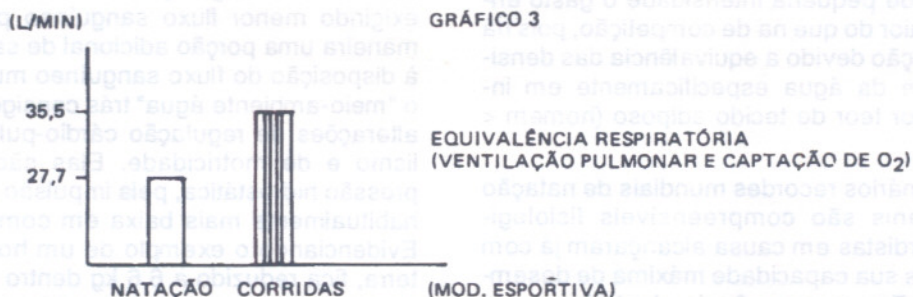 (L/MIN)
GRÁFICO 3
35,5
27,7
EQUIVALÊNCIA RESPIRATÓRIA
(VENTILAÇÃO PULMONAR E CAPTAÇÃO DE O2)
NATAÇÃO CORRIDAS (MOD. ESPORTIVA)